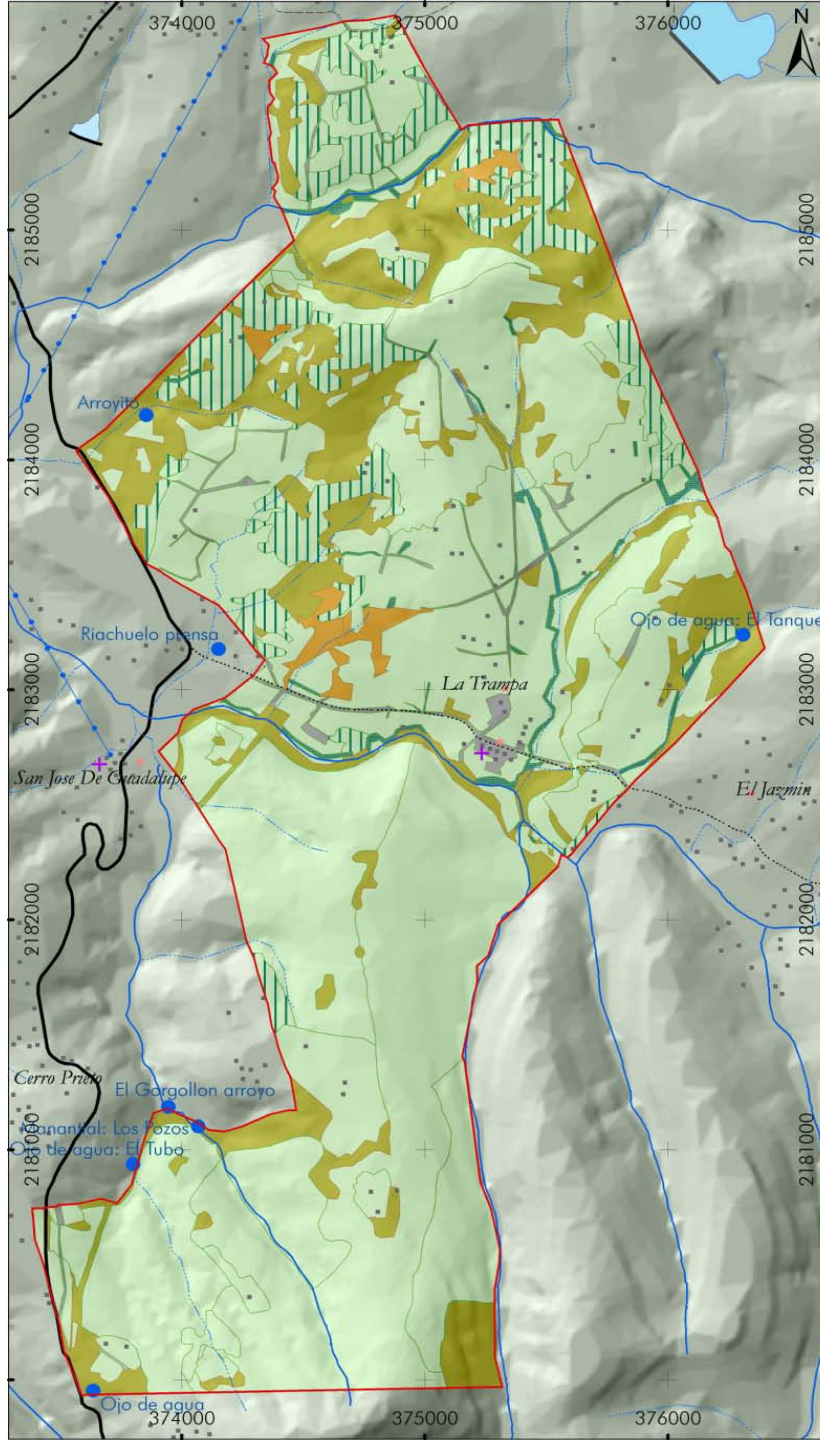 374000
375000
376000
N
2185000
2185000
Arroyito
2184000
2184000
Riachuelo prensa
Ojo de agua: El Tanque
2183000
2183000
La Trampa
San Jose De Guadalupe
El Jazmin
2182000
2182000
Cerro Prieto
El Gorgollon arroyo
Manantial: Los Pozos
Ojo de agua: El Tubo
2181000
2181000
Ojo de agua
374000
375000
376000